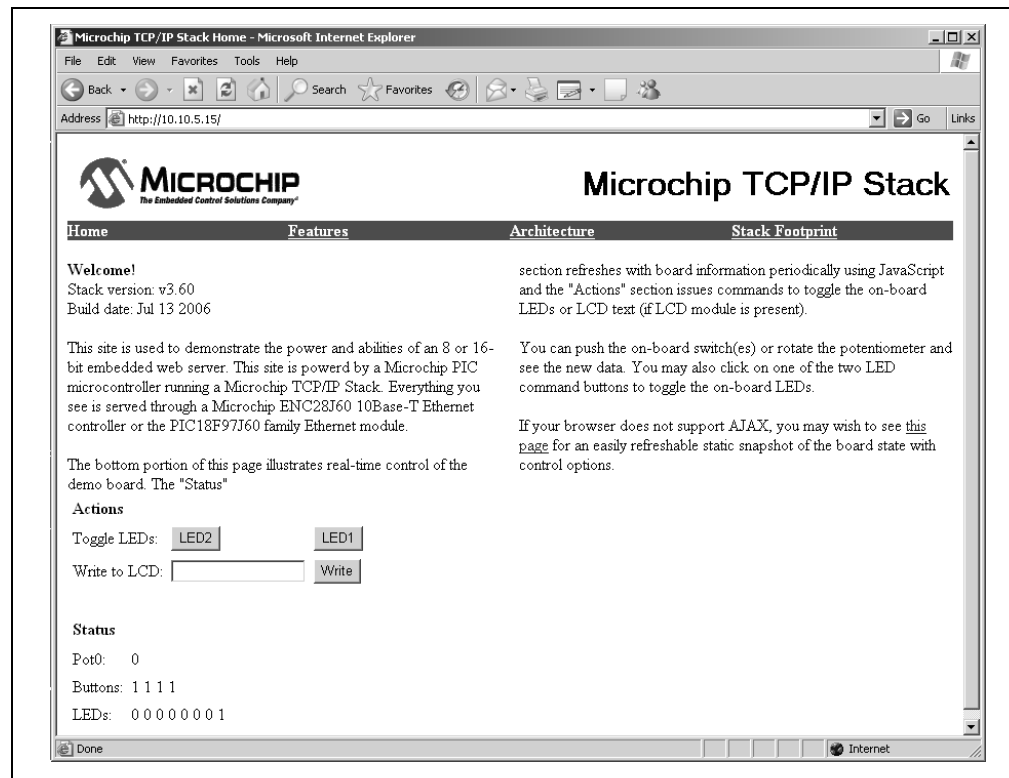 Microchip TCP/IP Stack Home - Microsoft Internet Explorer
File Edit View Favorites Tools Help
Back Search Favorites
Address http://10.10.5.15/ Go Links
MICROCHIP
The Embedded Control Solutions Company®
Microchip TCP/IP Stack
Home Features Architecture Stack Footprint
Welcome!
Stack version: v3.60
Build date: Jul 13 2006
This site is used to demonstrate the power and abilities of an 8 or 16-
bit embedded web server. This site is powerd by a Microchip PIC
microcontroller running a Microchip TCP/IP Stack. Everything you
see is served through a Microchip ENC28J60 10Base-T Ethernet
controller or the PIC18F97J60 family Ethernet module.
The bottom portion of this page illustrates real-time control of the
demo board. The "Status"
section refreshes with board information periodically using JavaScript
and the "Actions" section issues commands to toggle the on-board
LEDs or LCD text (if LCD module is present).
You can push the on-board switch(es) or rotate the potentiometer and
see the new data. You may also click on one of the two LED
command buttons to toggle the on-board LEDs.
If your browser does not support AJAX, you may wish to see this
page for an easily refreshable static snapshot of the board state with
control options.
Actions
Toggle LEDs: LED2 LED1
Write to LCD: Write
Status
Pot0: 0
Buttons: 1 1 1 1
LEDs: 0 0 0 0 0 0 0 1
Done Internet